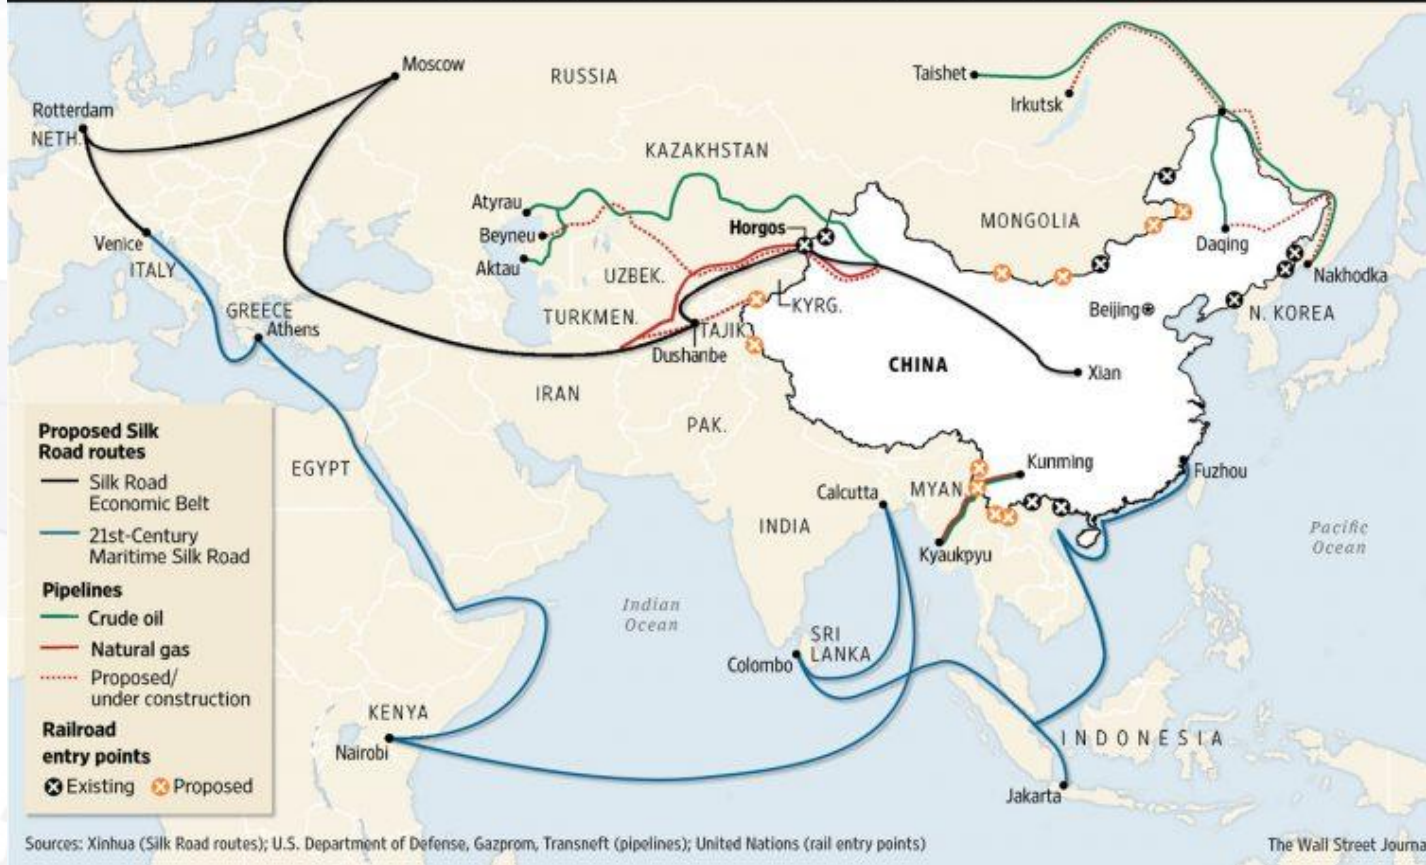 Moscow
RUSSIA
Taishet
Irkutsk
Rotterdam
NETH.
KAZAKHSTAN
Atyrau
Beyneu
Aktau
Horgos
MONGOLIA
Daqing
Nakhodka
Venice
ITALY
UZBEK.
KYRG.
TURKMEN.
TAJIK.
Dushanbe
Beijing
N. KOREA
GREECE
Athens
CHINA
Xian
IRAN
PAK.
EGYPT
Kunming
Fuzhou
Calcutta
MYAN.
INDIA
Kyaukpyu
Pacific
Ocean
Indian
Ocean
SRI
LANKA
Colombo
KENYA
Nairobi
INDONESIA
Jakarta
Proposed Silk
Road routes
Silk Road
Economic Belt
21st-Century
Maritime Silk Road
Pipelines
Crude oil
Natural gas
Proposed/
under construction
Railroad
entry points
Existing Proposed
Sources: Xinhua (Silk Road routes); U.S. Department of Defense, Gazprom, Transneft (pipelines); United Nations (rail entry points)
The Wall Street Journa